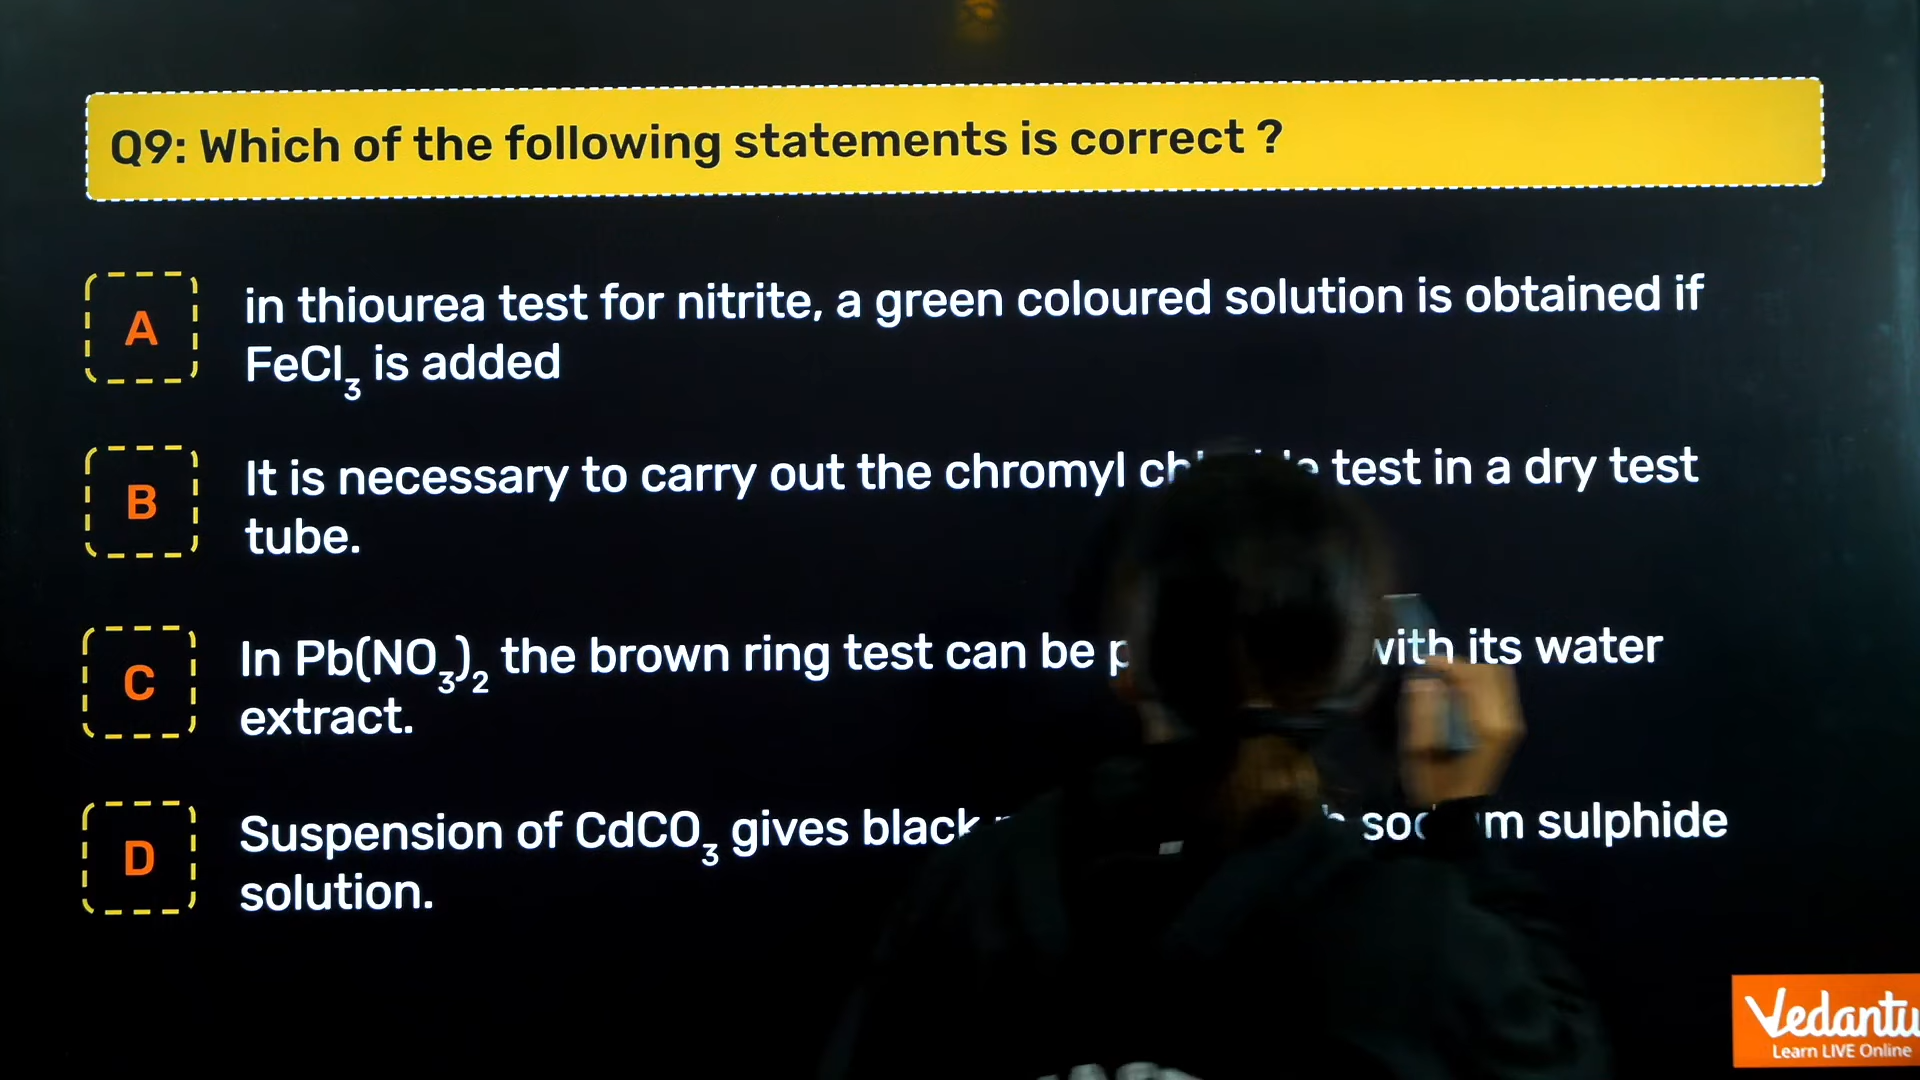 Q9: Which of the following statements is correct ?
A
in thiourea test for nitrite, a green coloured solution is obtained if
FeCl₃ is added
B
It is necessary to carry out the chromyl test in a dry test
tube.
C
In Pb(NO₃)₂ the brown ring test can be its water
extract.
D
Suspension of CdCO₃ gives black sulphide
solution.
Vedantu
Learn LIVE Online